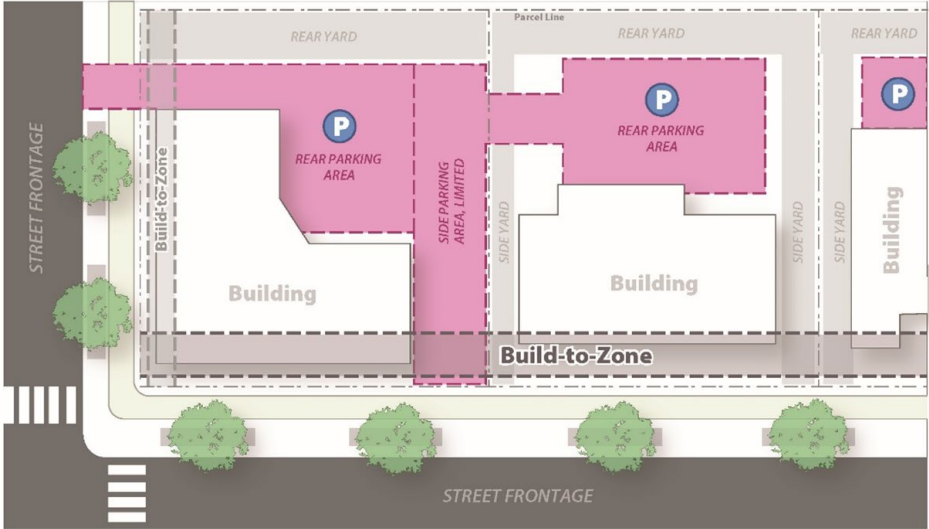 Parcel Line
REAR YARD
REAR YARD
REAR YARD
P
REAR PARKING
AREA
P
REAR PARKING
AREA
P
STREET FRONTAGE
Build-to-Zone
SIDE PARKING
AREA, LIMITED
SIDE YARD
SIDE YARD
SIDE YARD
Building
Building
Building
Build-to-Zone
STREET FRONTAGE